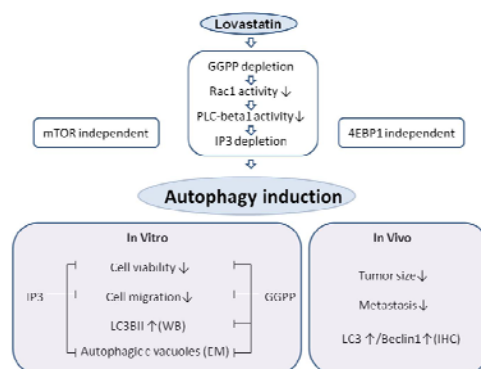 Lovastatin
GGPP depletion
Rac1 activity ↓
PLC-beta1 activity ↓
IP3 depletion
mTOR independent
4EBP1 independent
Autophagy induction
In Vitro
Cell viability ↓
IP3
Cell migration ↓
GGPP
LC3BII ↑(WB)
Autophagic vacuoles (EM)
In Vivo
Tumor size ↓
Metastasis ↓
LC3 ↑/Beclin1↑(IHC)